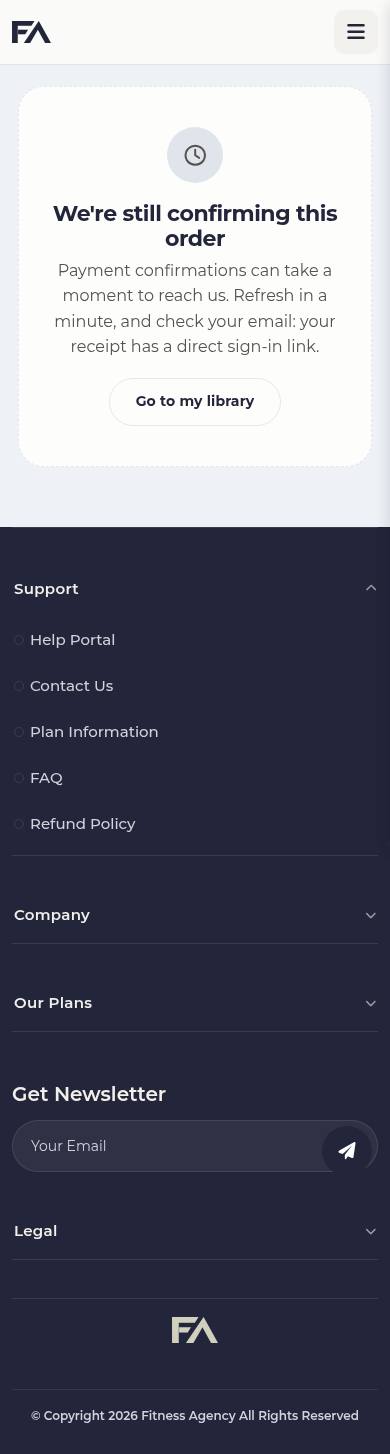 FA
We're still confirming this
order
Payment confirmations can take a
moment to reach us. Refresh in a
minute, and check your email: your
receipt has a direct sign-in link.
Go to my library
Support
Help Portal
Contact Us
Plan Information
FAQ
Refund Policy
Company
Our Plans
Get Newsletter
Your Email
Legal
FA
© Copyright 2026 Fitness Agency All Rights Reserved